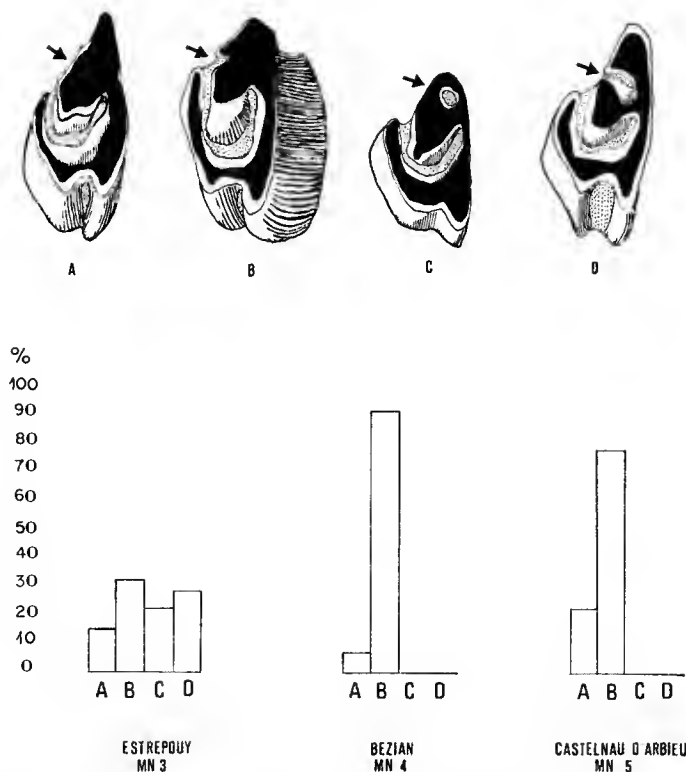 A B C D
%
100
90
80
70
60
50
40
30
20
10
0
A B C D
A B C D
A B C D
ESTREPOUY
MN 3
BEZIAN
MN 4
CASTELNAU D ARBIEU
MN 5